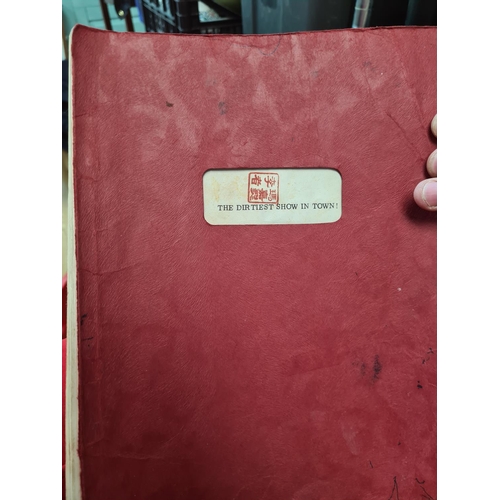 THE DIRTIEST SHOW IN TOWN!